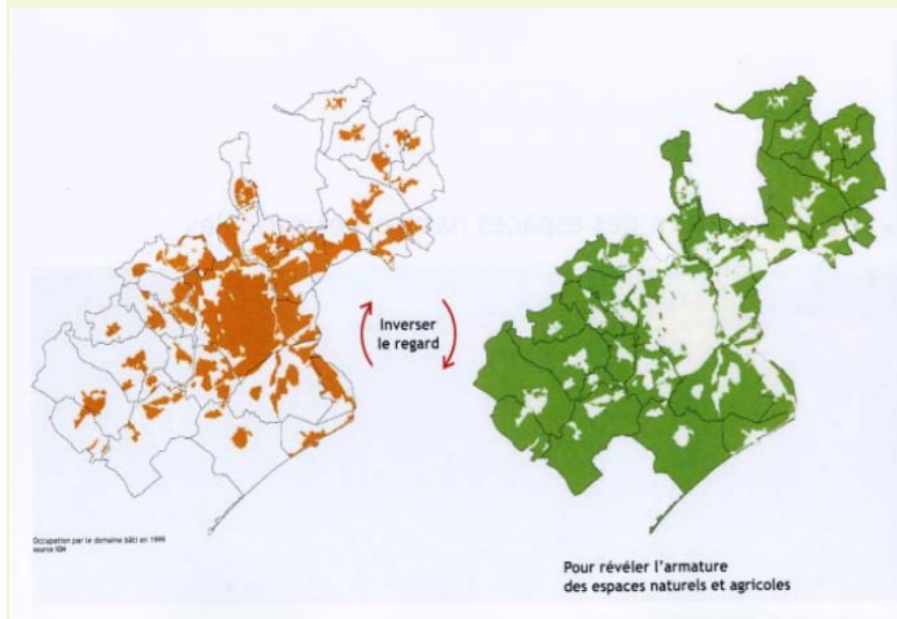 Inverser
le regard
Occupation par le domaine bâti en 1999
source IGN
Pour révéler l'armature
des espaces naturels et agricoles